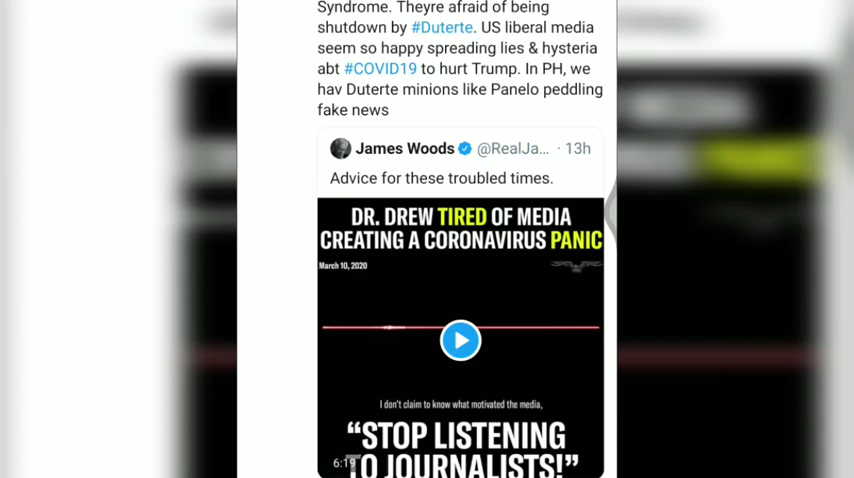 Syndrome. Theyre afraid of being
shutdown by #Duterte. US liberal media
seem so happy spreading lies & hysteria
abt #COVID19 to hurt Trump. In PH, we
hav Duterte minions like Panelo peddling
fake news
James Woods @RealJa... · 13h
Advice for these troubled times.
DR. DREW TIRED OF MEDIA
CREATING A CORONAVIRUS PANIC
March 10, 2020
I don't claim to know what motivated the media,
“STOP LISTENING
TO JOURNALISTS!”
6:19